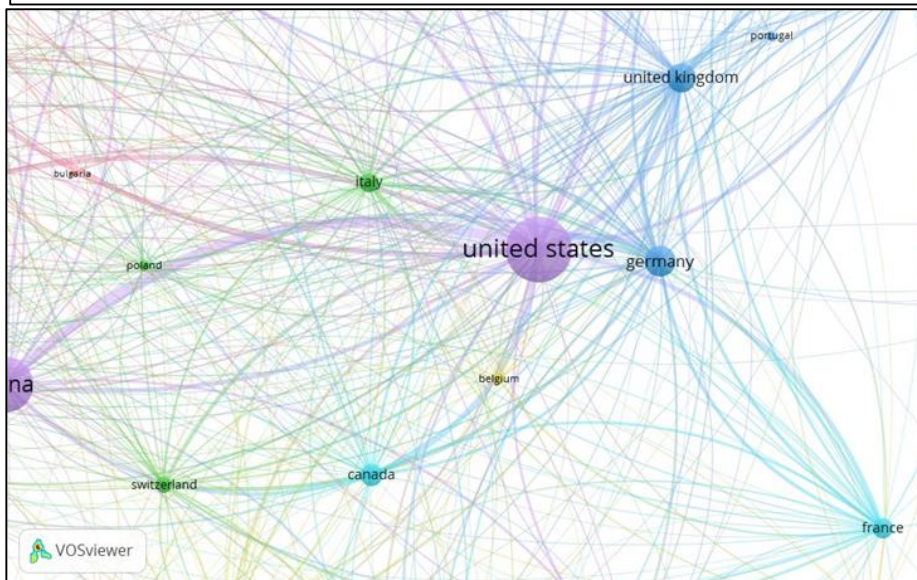 portugal
united kingdom
bulgaria
italy
united states
germany
poland
na
belgium
canada
switzerland
france
VOSviewer